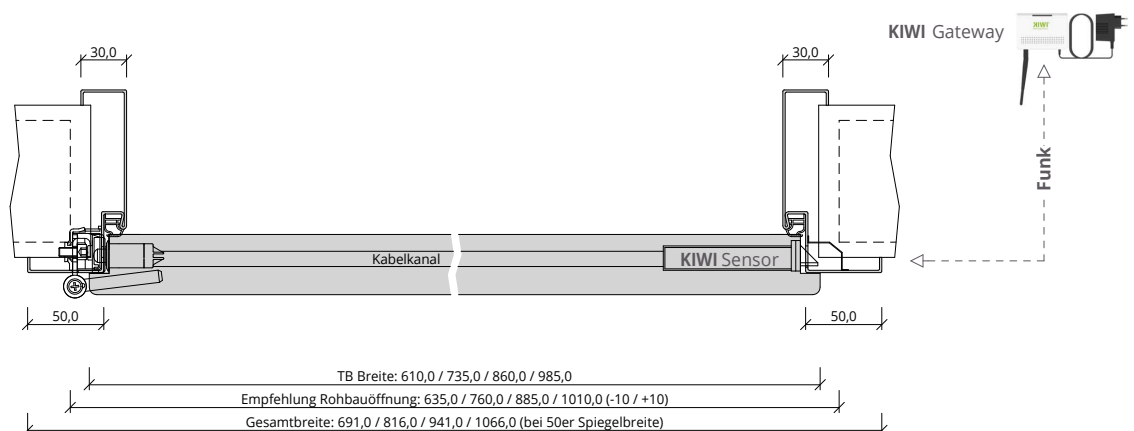 KIWI Gateway
KIWI
30,0
30,0
Funk
Kabelkanal
KIWI Sensor
50,0
50,0
TB Breite: 610,0 / 735,0 / 860,0 / 985,0
Empfehlung Rohbauöffnung: 635,0 / 760,0 / 885,0 / 1010,0 (-10 / +10)
Gesamtbreite: 691,0 / 816,0 / 941,0 / 1066,0 (bei 50er Spiegelbreite)